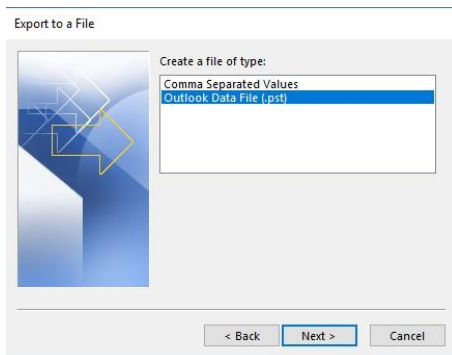 Export to a File
Create a file of type:
Comma Separated Values
Outlook Data File (.pst)
< Back
Next >
Cancel